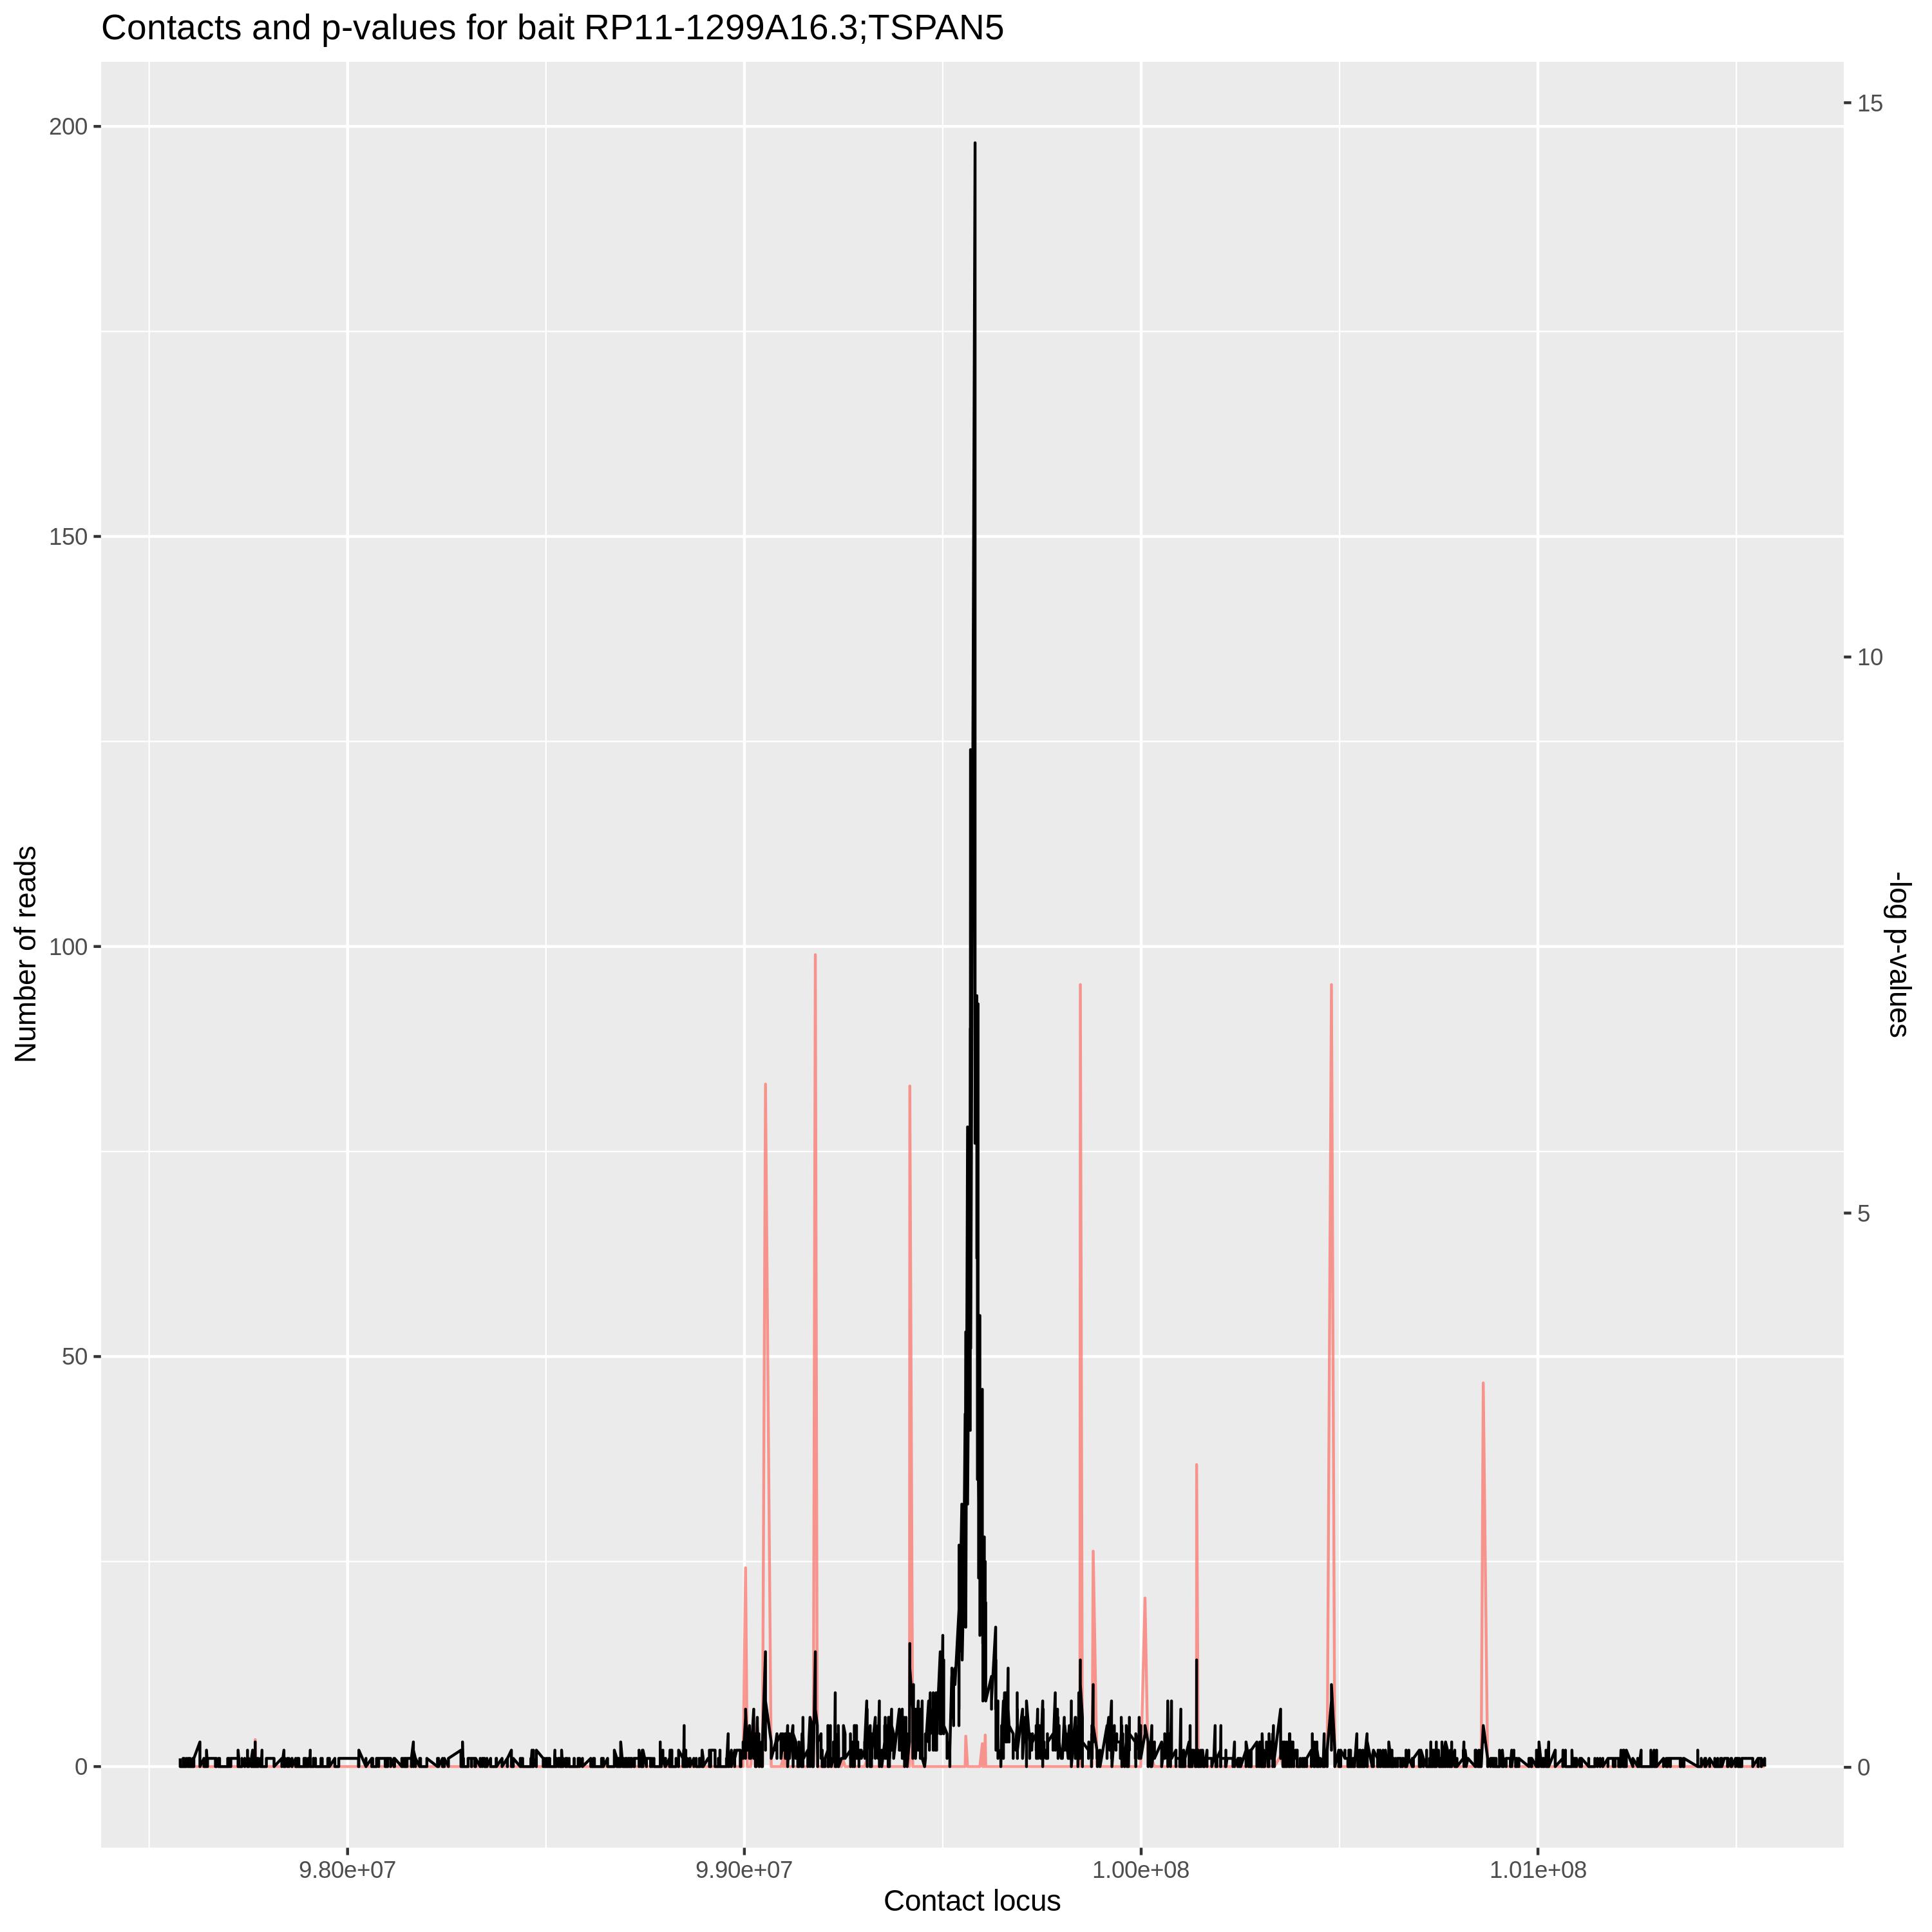 Contacts and p-values for bait RP11-1299A16.3;TSPAN5
200
150
100
50
0
Number of reads
15
10
5
0
-log p-values
9.80e+07
9.90e+07
1.00e+08
1.01e+08
Contact locus